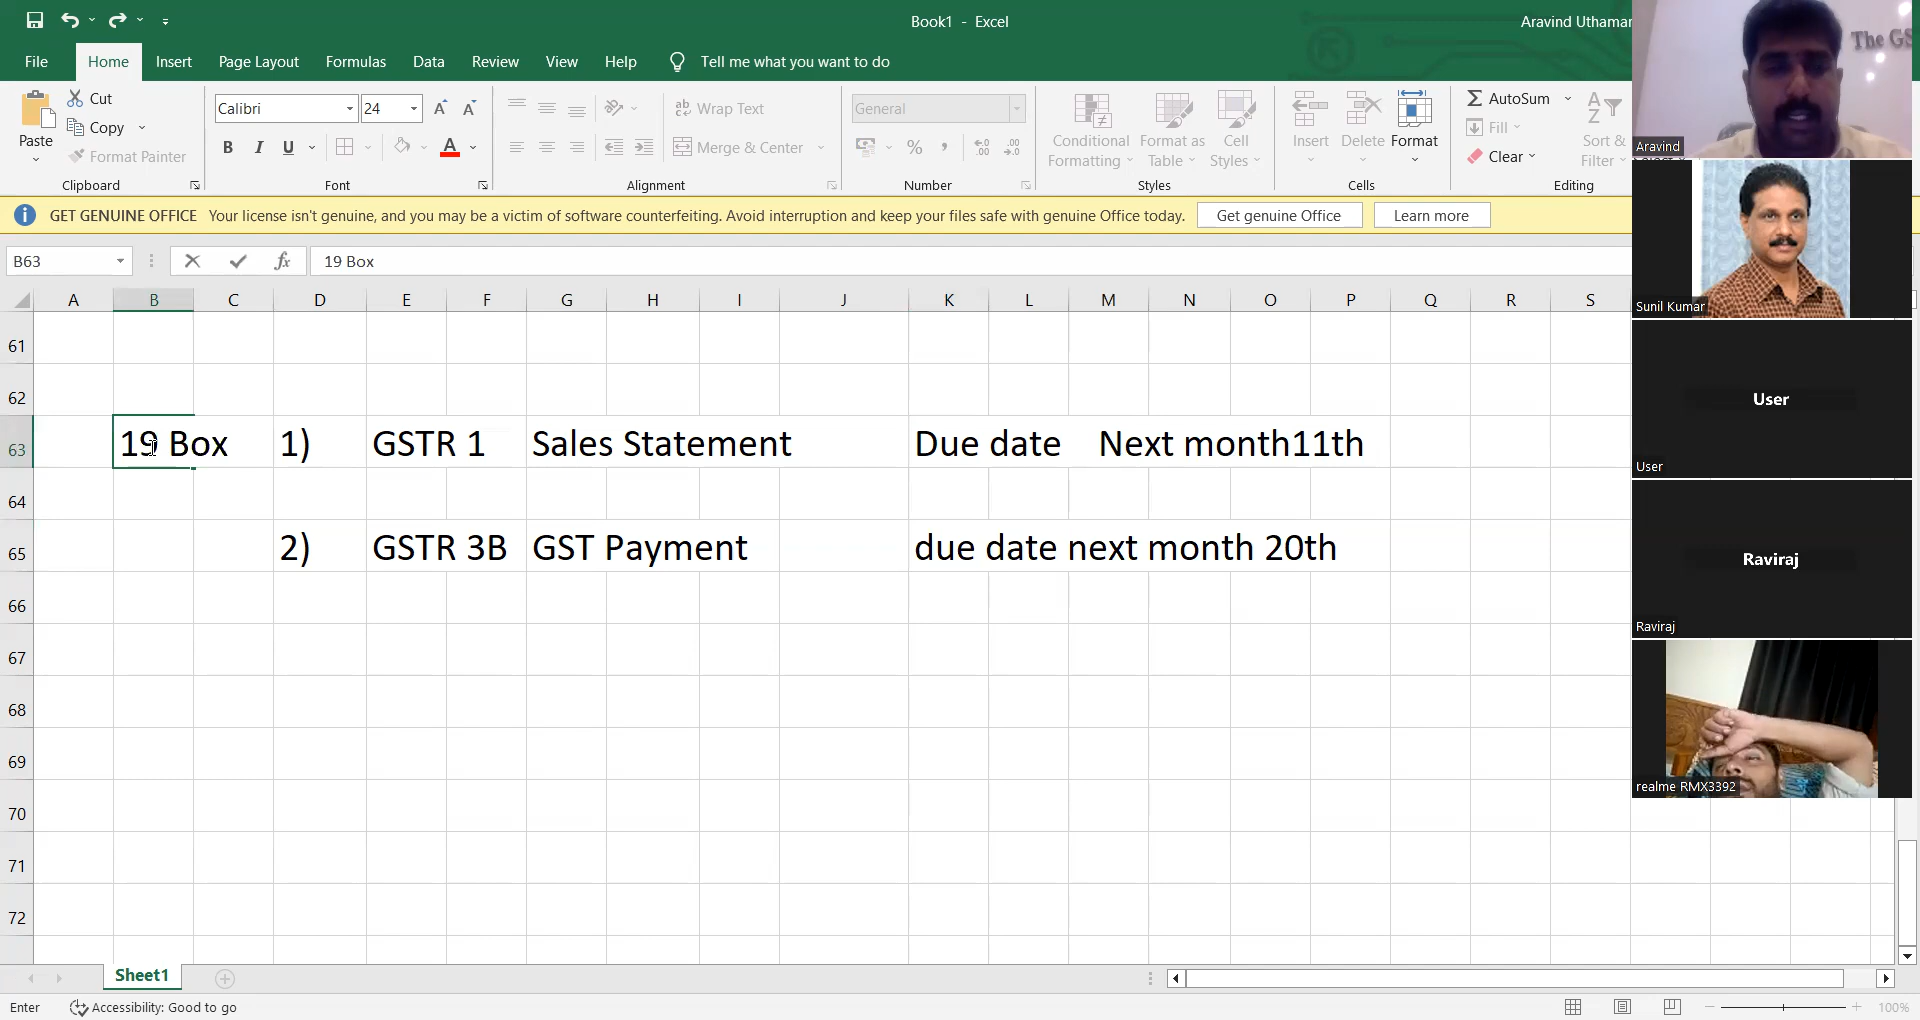 Book1 - Excel
Aravind Uthaman
The GS
File Home Insert Page Layout Formulas Data Review View Help Tell me what you want to do
Paste
Cut
Copy
Format Painter
Clipboard
Calibri 24
B I U A
Font
Wrap Text
Merge & Center
Alignment
General
% ,
Number
Conditional Formatting
Format as Table
Cell Styles
Styles
Insert
Delete
Format
Cells
AutoSum
Fill
Clear
Sort & Filter
Editing
GET GENUINE OFFICE Your license isn't genuine, and you may be a victim of software counterfeiting. Avoid interruption and keep your files safe with genuine Office today. Get genuine Office Learn more
B63 fx 19 Box
A B C D E F G H I J K L M N O P Q R S
61
62
63 19 Box 1) GSTR 1 Sales Statement Due date Next month11th
64
65 2) GSTR 3B GST Payment due date next month 20th
66
67
68
69
70
71
72
Sheet1
Enter Accessibility: Good to go 100%
Aravind
Sunil Kumar
User
User
Raviraj
Raviraj
realme RMX3392